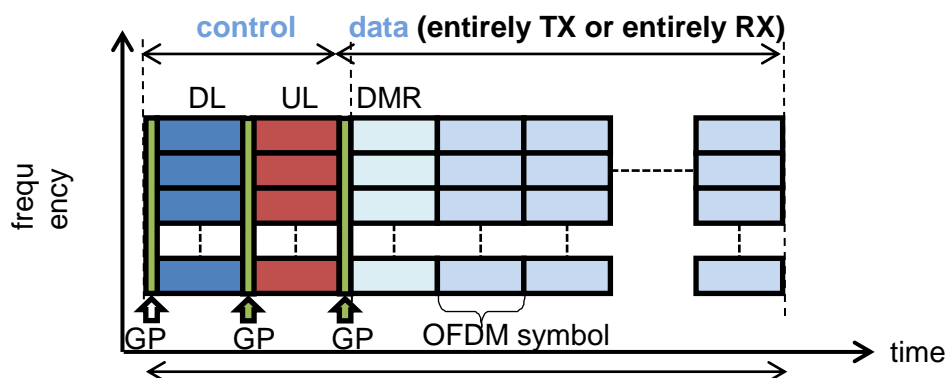 control data (entirely TX or entirely RX)
DL UL DMR
frequ
ency
GP GP GP OFDM symbol
time